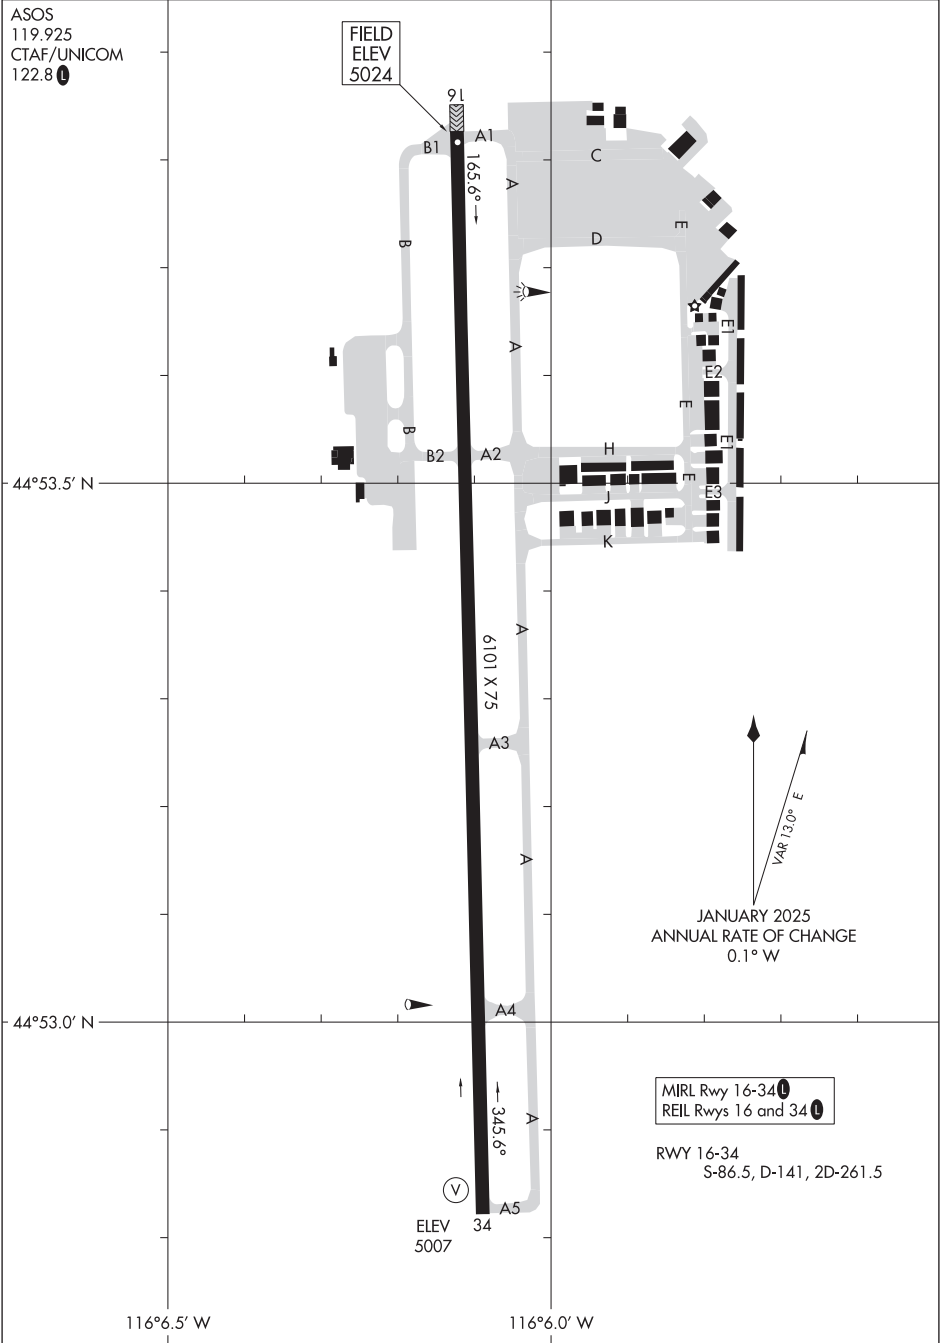 ASOS
119.925
CTAF/UNICOM
122.8 L
FIELD
ELEV
5024
16
A1
B1
C
165.6°
A
E
B
D
A
E1
E2
E
B
H
E1
B2
A2
E
44°53.5' N
J
E3
K
A
6101 X 75
A3
VAR 13.0° E
A
JANUARY 2025
ANNUAL RATE OF CHANGE
0.1° W
A4
44°53.0' N
MIRL Rwy 16-34 L
REIL Rwys 16 and 34 L
345.6°
A
RWY 16-34
S-86.5, D-141, 2D-261.5
V
A5
ELEV
5007
34
116°6.5' W
116°6.0' W